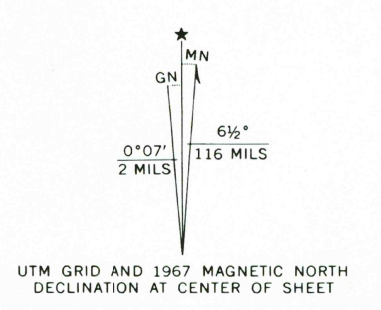 ★
MN
GN
6½°
0°07'
116 MILS
2 MILS
UTM GRID AND 1967 MAGNETIC NORTH
DECLINATION AT CENTER OF SHEET